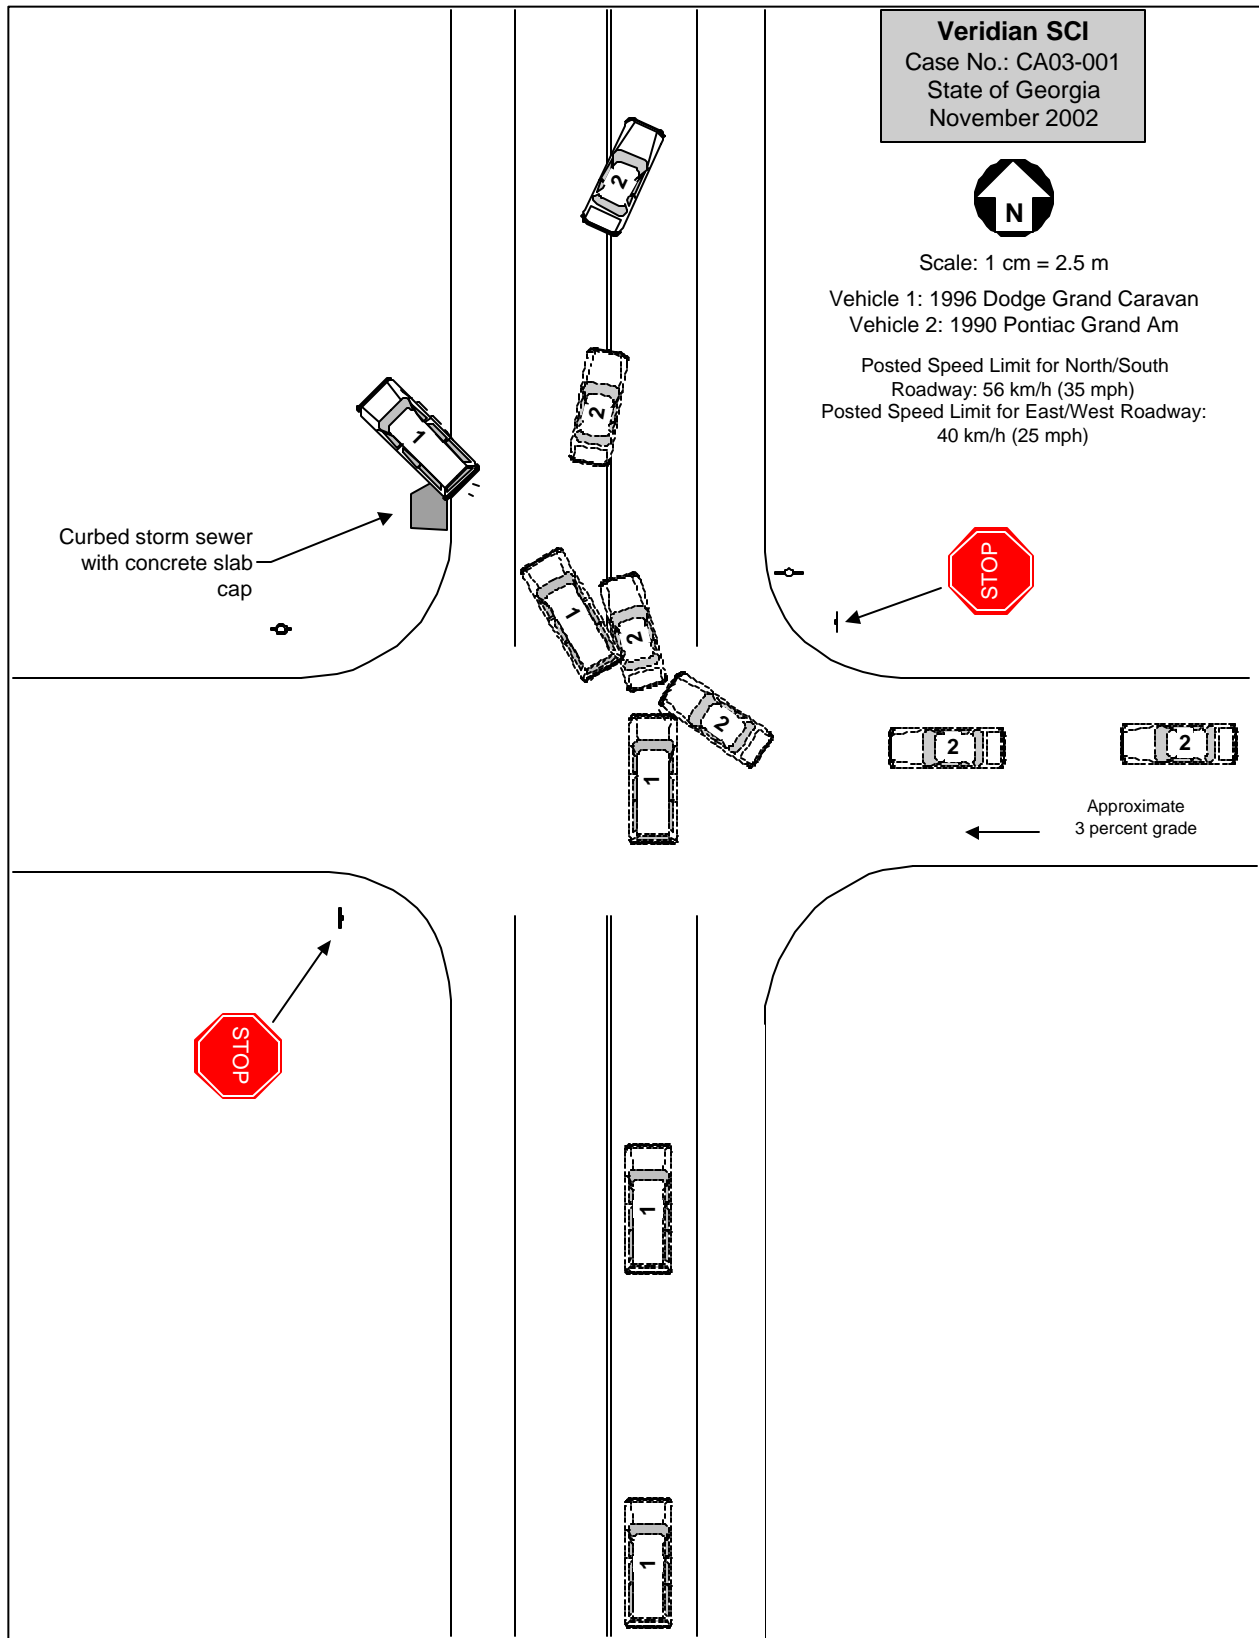 Veridian SCI
Case No.: CA03-001
State of Georgia
November 2002
N
Scale: 1 cm = 2.5 m
Vehicle 1: 1996 Dodge Grand Caravan
Vehicle 2: 1990 Pontiac Grand Am
Posted Speed Limit for North/South
Roadway: 56 km/h (35 mph)
Posted Speed Limit for East/West Roadway:
40 km/h (25 mph)
2
2
1
Curbed storm sewer
with concrete slab
cap
STOP
1
2
2
1
2
2
Approximate
3 percent grade
STOP
1
1